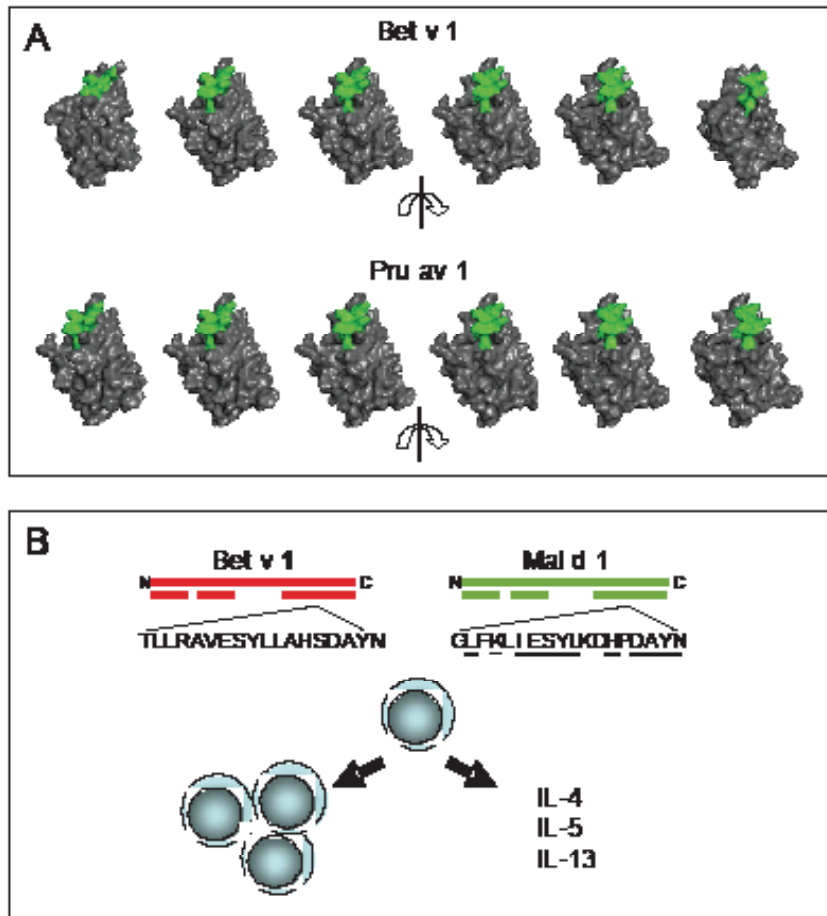 A
Bet v 1
Pru av 1
B
Bet v 1 Mal d 1
N C N C
TLLRAVESYLLAHSDAYN GLFKLIESYLKDHPDAYN
IL-4
IL-5
IL-13